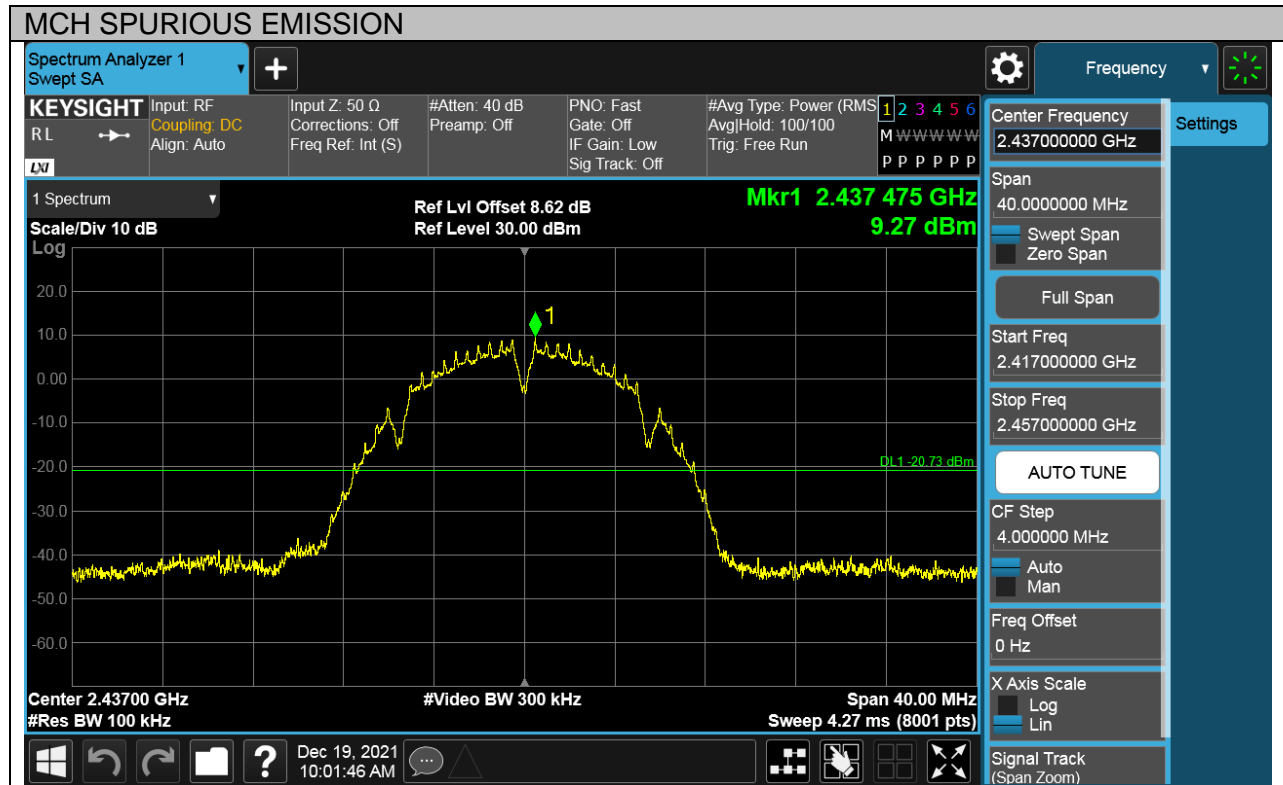 MCH SPURIOUS EMISSION
Spectrum Analyzer 1
Swept SA
+
Frequency
KEYSIGHT
RL
LXI
Input: RF
Coupling: DC
Align: Auto
Input Z: 50 Ω
Corrections: Off
Freq Ref: Int (S)
#Atten: 40 dB
Preamp: Off
PNO: Fast
Gate: Off
IF Gain: Low
Sig Track: Off
#Avg Type: Power (RMS
Avg|Hold: 100/100
Trig: Free Run
1 2 3 4 5 6
M W W W W W
P P P P P P
1 Spectrum
Scale/Div 10 dB
Log
Ref Lvl Offset 8.62 dB
Ref Level 30.00 dBm
Mkr1 2.437 475 GHz
9.27 dBm
20.0
10.0
0.00
-10.0
-20.0
-30.0
-40.0
-50.0
-60.0
1
DL1 -20.73 dBm
Center 2.43700 GHz
#Res BW 100 kHz
#Video BW 300 kHz
Span 40.00 MHz
Sweep 4.27 ms (8001 pts)
Center Frequency
2.437000000 GHz
Settings
Span
40.0000000 MHz
Swept Span
Zero Span
Full Span
Start Freq
2.417000000 GHz
Stop Freq
2.457000000 GHz
AUTO TUNE
CF Step
4.000000 MHz
Auto
Man
Freq Offset
0 Hz
X Axis Scale
Log
Lin
Signal Track
(Span Zoom)
?
Dec 19, 2021
10:01:46 AM